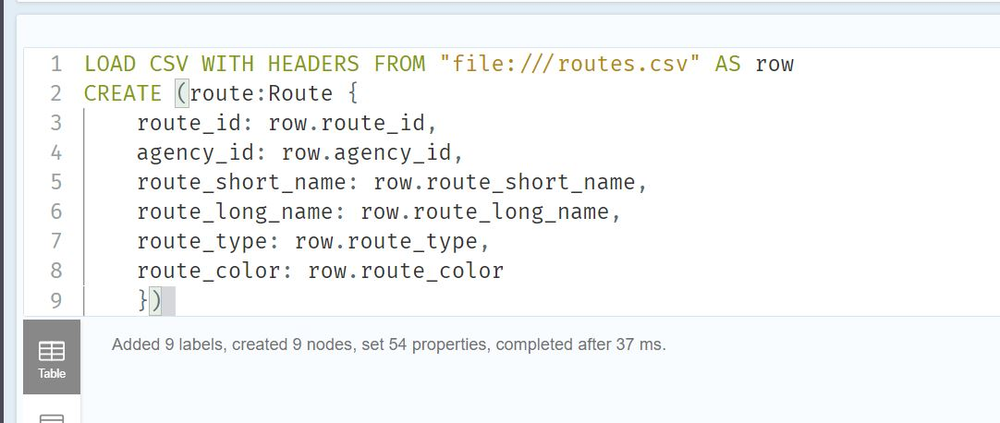 1 LOAD CSV WITH HEADERS FROM "file:///routes.csv" AS row
2 CREATE (route:Route {
3 route_id: row.route_id,
4 agency_id: row.agency_id,
5 route_short_name: row.route_short_name,
6 route_long_name: row.route_long_name,
7 route_type: row.route_type,
8 route_color: row.route_color
9 })
Added 9 labels, created 9 nodes, set 54 properties, completed after 37 ms.
Table